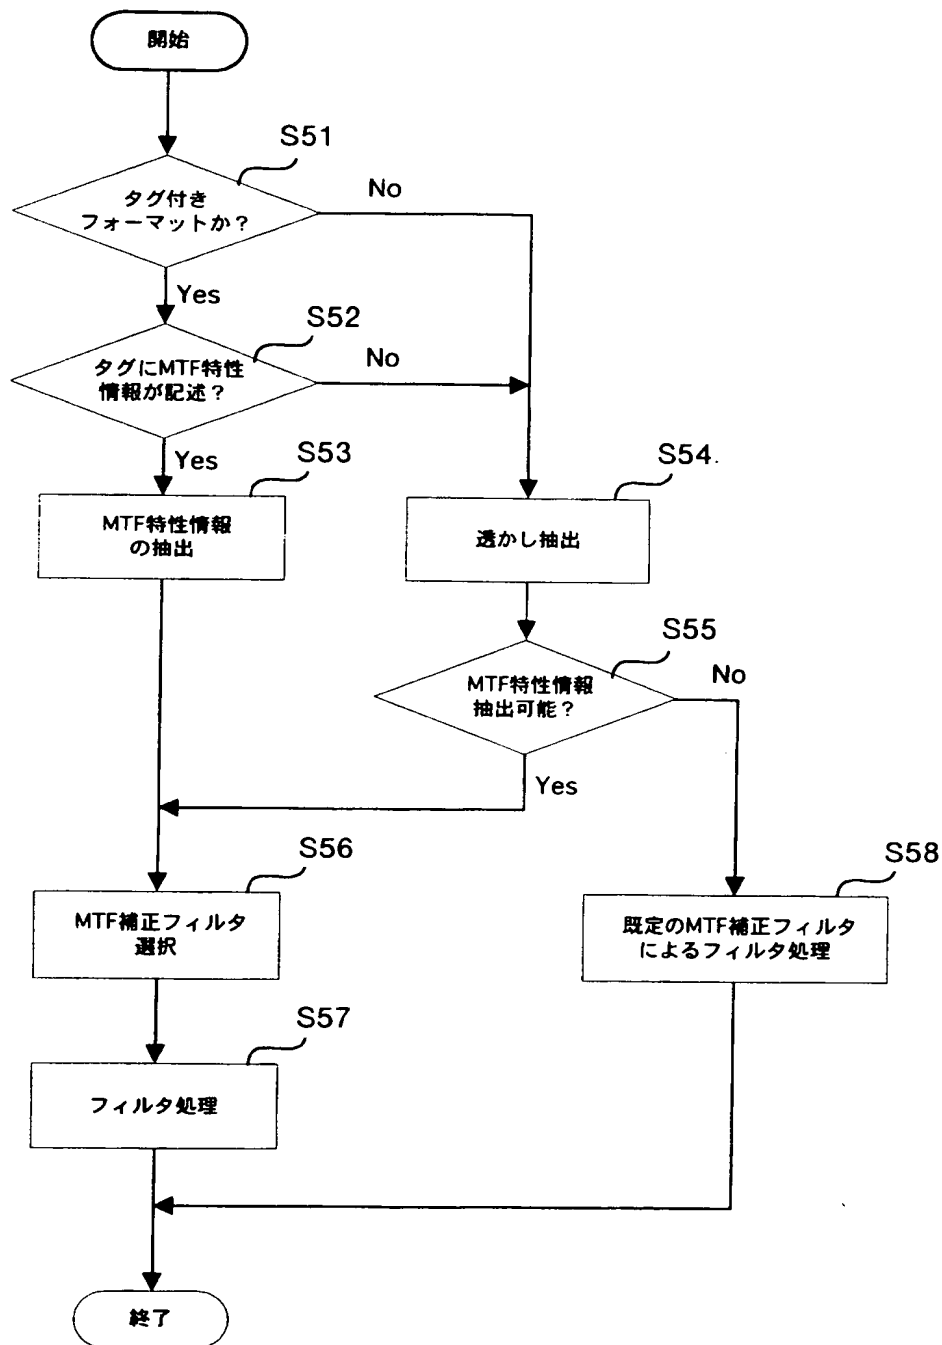 開始
S51
タグ付き
フォーマットか？
No
Yes
S52
タグにMTF特性
情報が記述？
No
Yes
S53
MTF特性情報
の抽出
S54.
透かし抽出
S55
MTF特性情報
抽出可能？
No
Yes
S56
MTF補正フィルタ
選択
S58
既定のMTF補正フィルタ
によるフィルタ処理
S57
フィルタ処理
終了